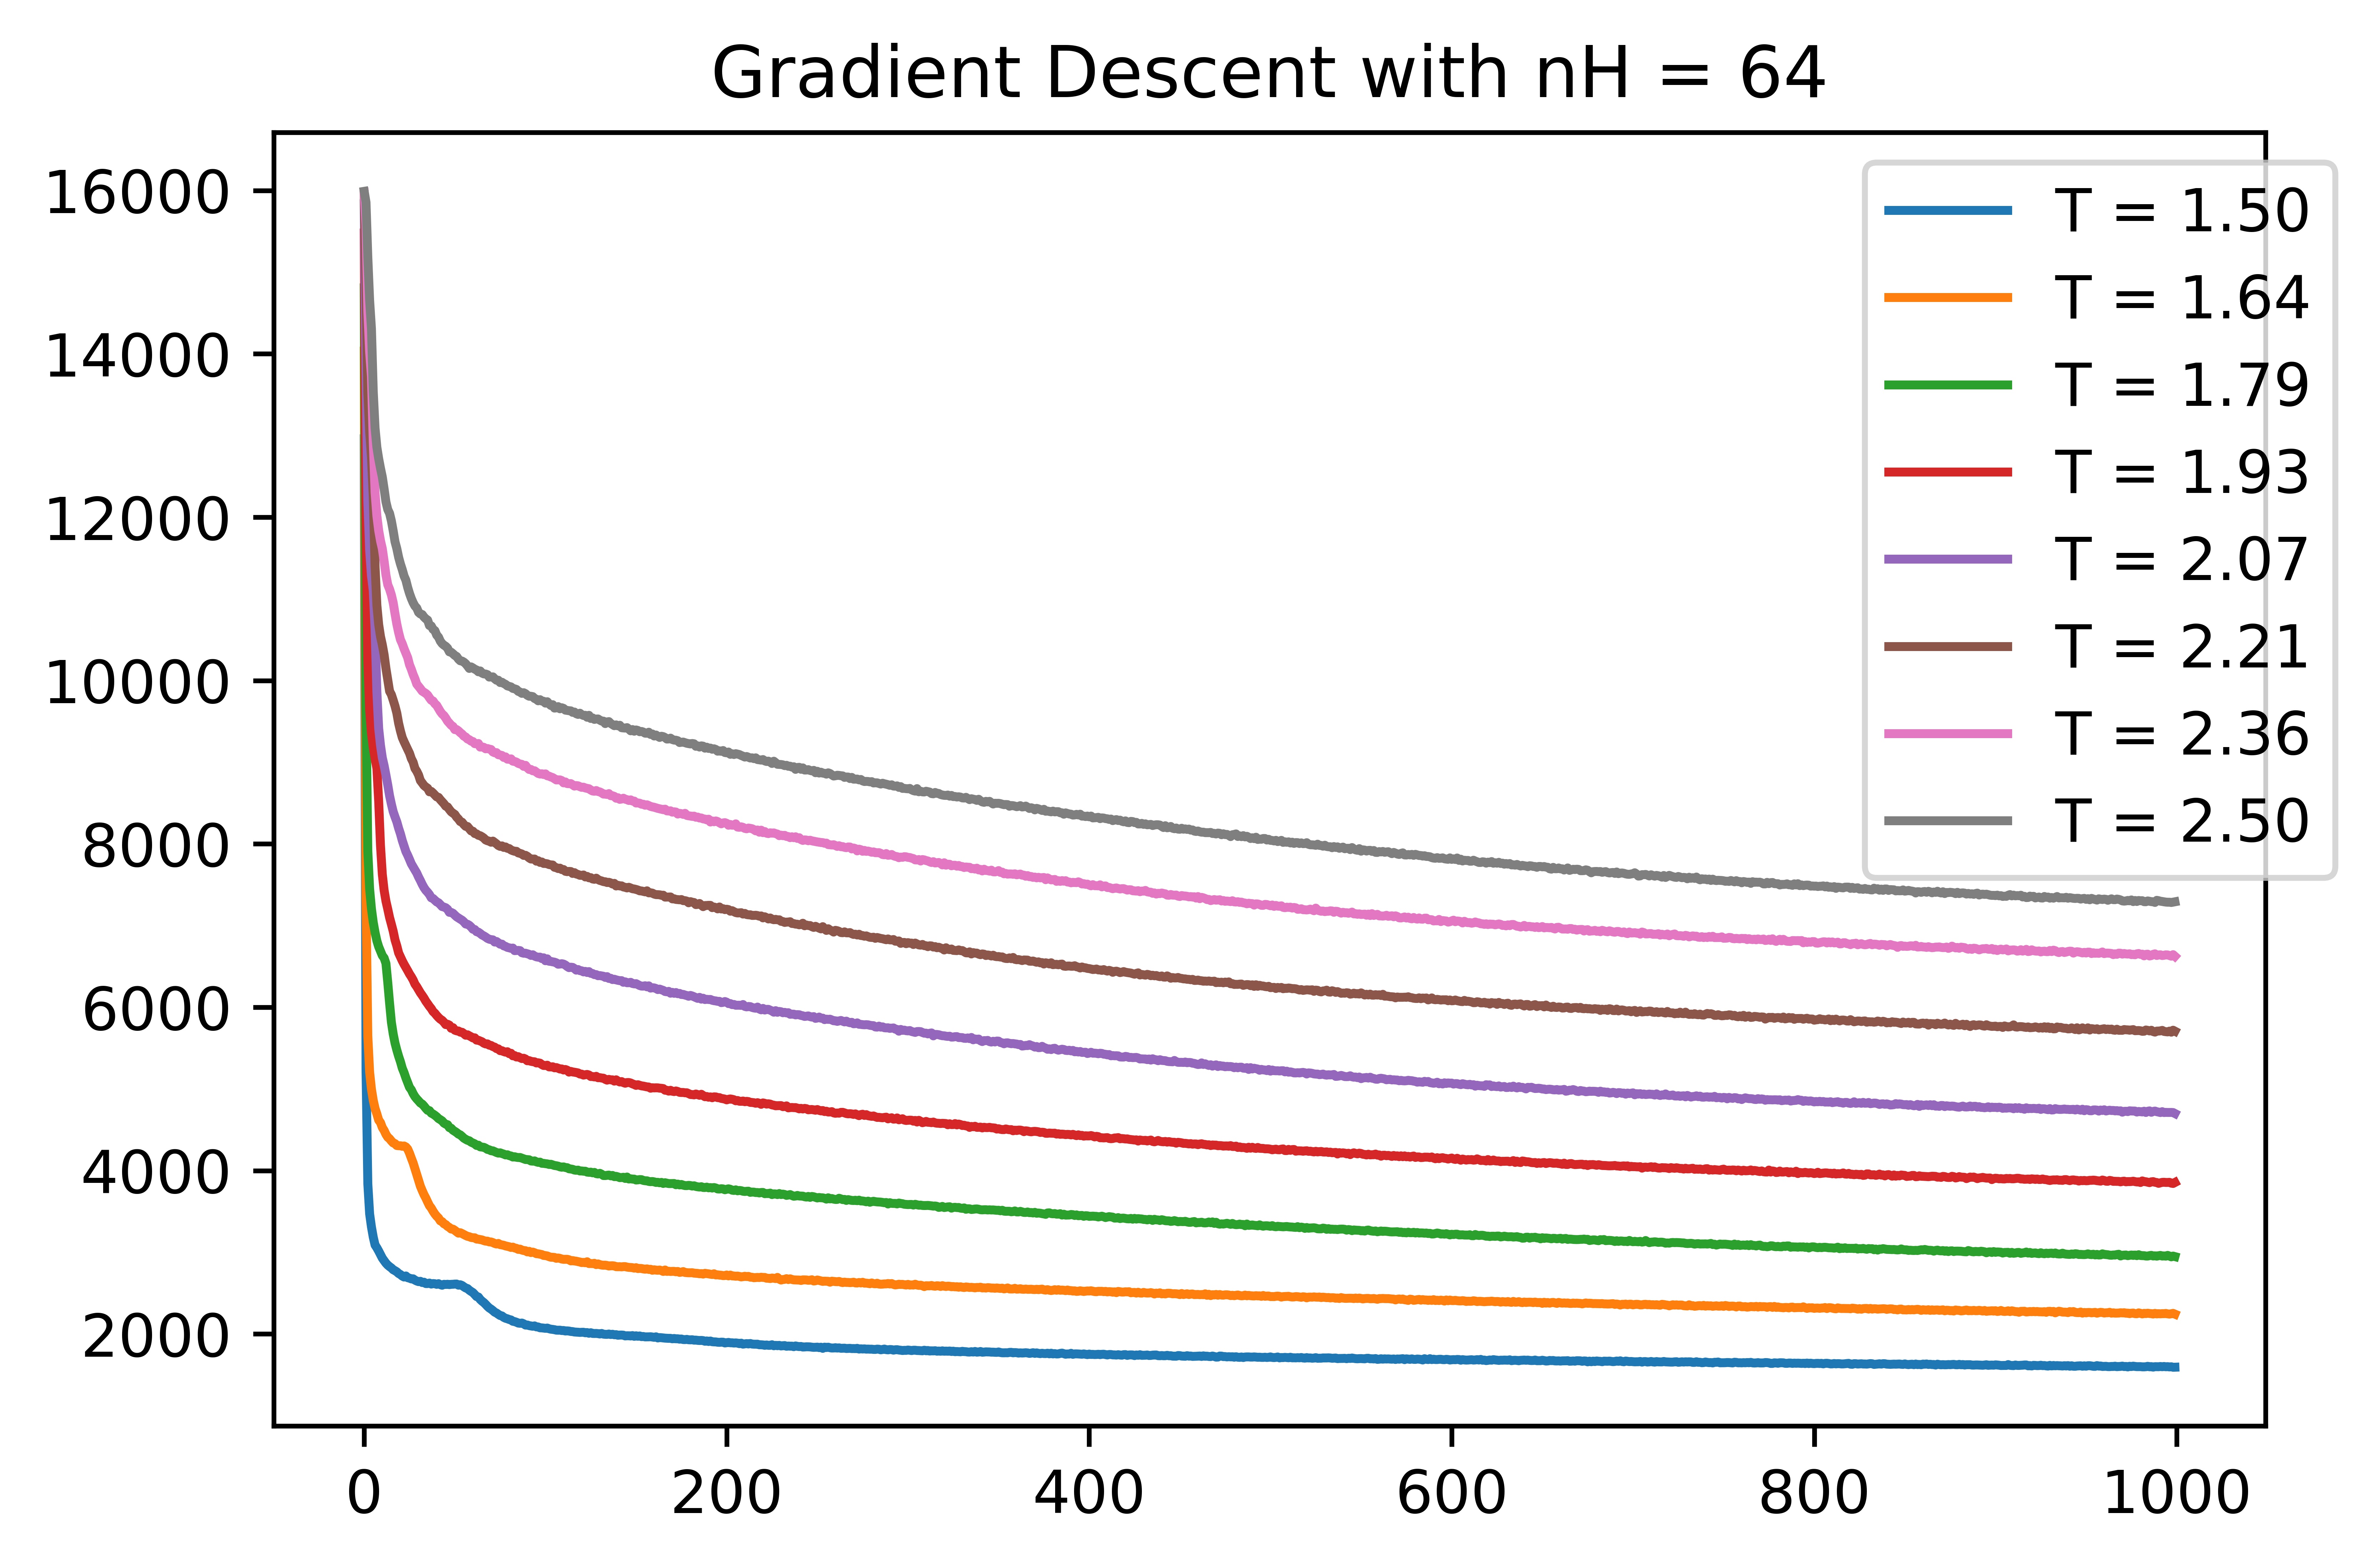 Gradient Descent with nH = 64
16000
14000
12000
10000
8000
6000
4000
2000
0 200 400 600 800 1000
T = 1.50
T = 1.64
T = 1.79
T = 1.93
T = 2.07
T = 2.21
T = 2.36
T = 2.50